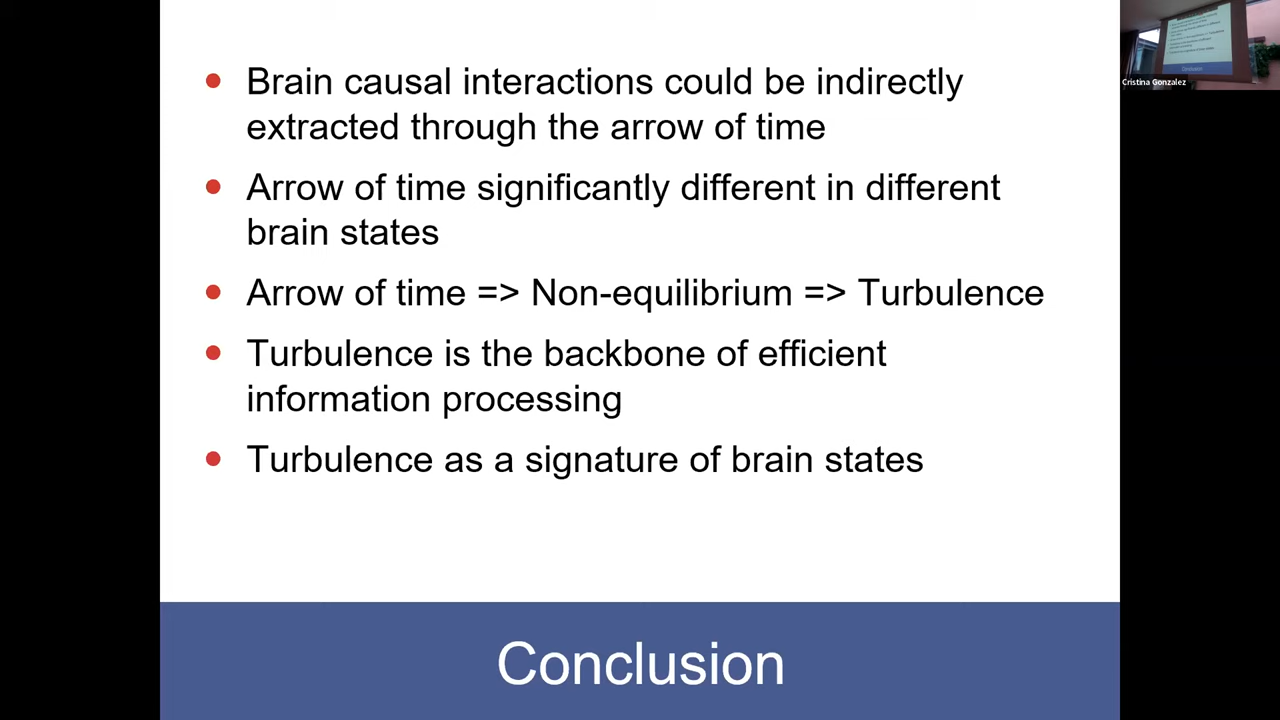 Brain causal interactions could be indirectly
extracted through the arrow of time
Arrow of time significantly different in different
brain states
Arrow of time => Non-equilibrium => Turbulence
Turbulence is the backbone of efficient
information processing
Turbulence as a signature of brain states
Conclusion
Cristina Gonzalez